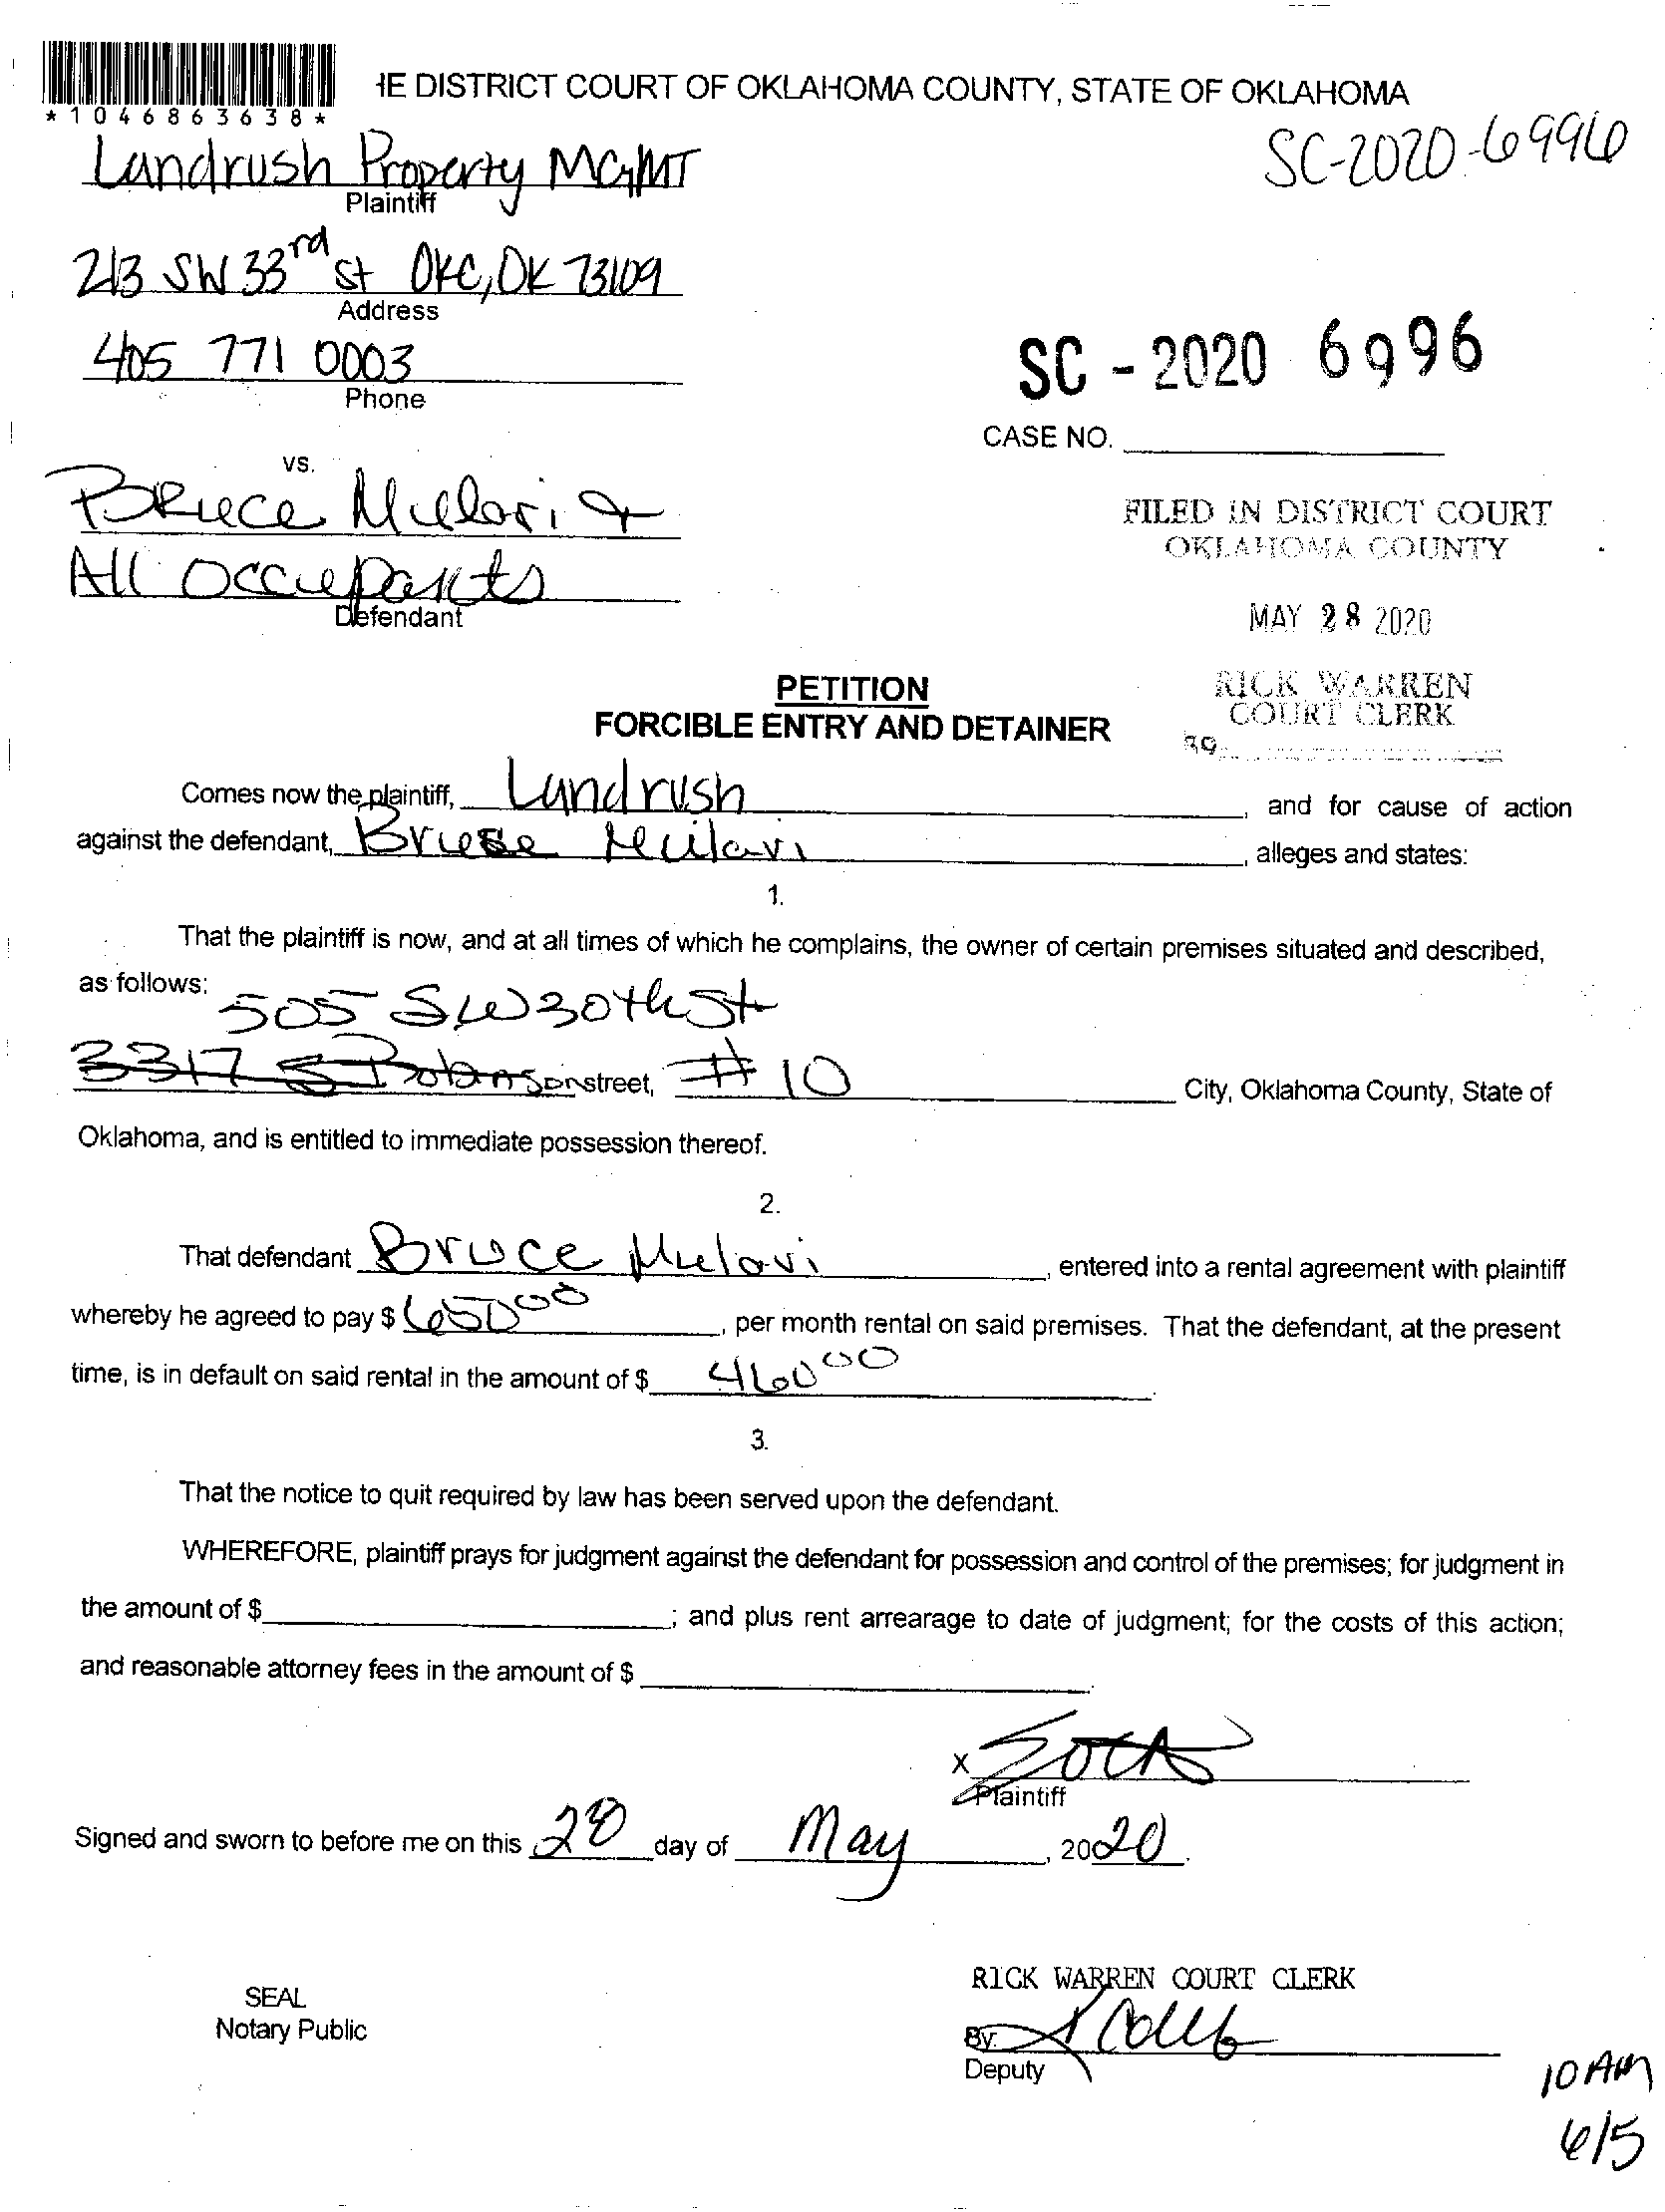 *1046863638*
HE DISTRICT COURT OF OKLAHOMA COUNTY, STATE OF OKLAHOMA
SC-2020-6996
Landrush Property MGMT
Plaintiff
213 SW 33rd St OKC, OK 73109
Address
405 771 0003
Phone
SC - 2020 6996
CASE NO.
vs.
Bruce Mulari &
All Occupants
Defendant
FILED IN DISTRICT COURT
OKLAHOMA COUNTY
MAY 28 2020
RICK WARREN
COURT CLERK
39
PETITION
FORCIBLE ENTRY AND DETAINER
Comes now the plaintiff, Landrush, and for cause of action
against the defendant, Bruce Mulari, alleges and states:
1.
That the plaintiff is now, and at all times of which he complains, the owner of certain premises situated and described,
as follows:
505 SW 30th St
3317 S street, #10 City, Oklahoma County, State of
Oklahoma, and is entitled to immediate possession thereof.
2.
That defendant Bruce Mulari, entered into a rental agreement with plaintiff
whereby he agreed to pay $ 650 00, per month rental on said premises. That the defendant, at the present
time, is in default on said rental in the amount of $ 460 00.
3.
That the notice to quit required by law has been served upon the defendant.
WHEREFORE, plaintiff prays for judgment against the defendant for possession and control of the premises; for judgment in
the amount of $ ; and plus rent arrearage to date of judgment; for the costs of this action;
and reasonable attorney fees in the amount of $ .
X
Plaintiff
Signed and sworn to before me on this 28 day of May, 2020.
SEAL
Notary Public
RICK WARREN COURT CLERK
By:
Deputy
10 AM
6/5